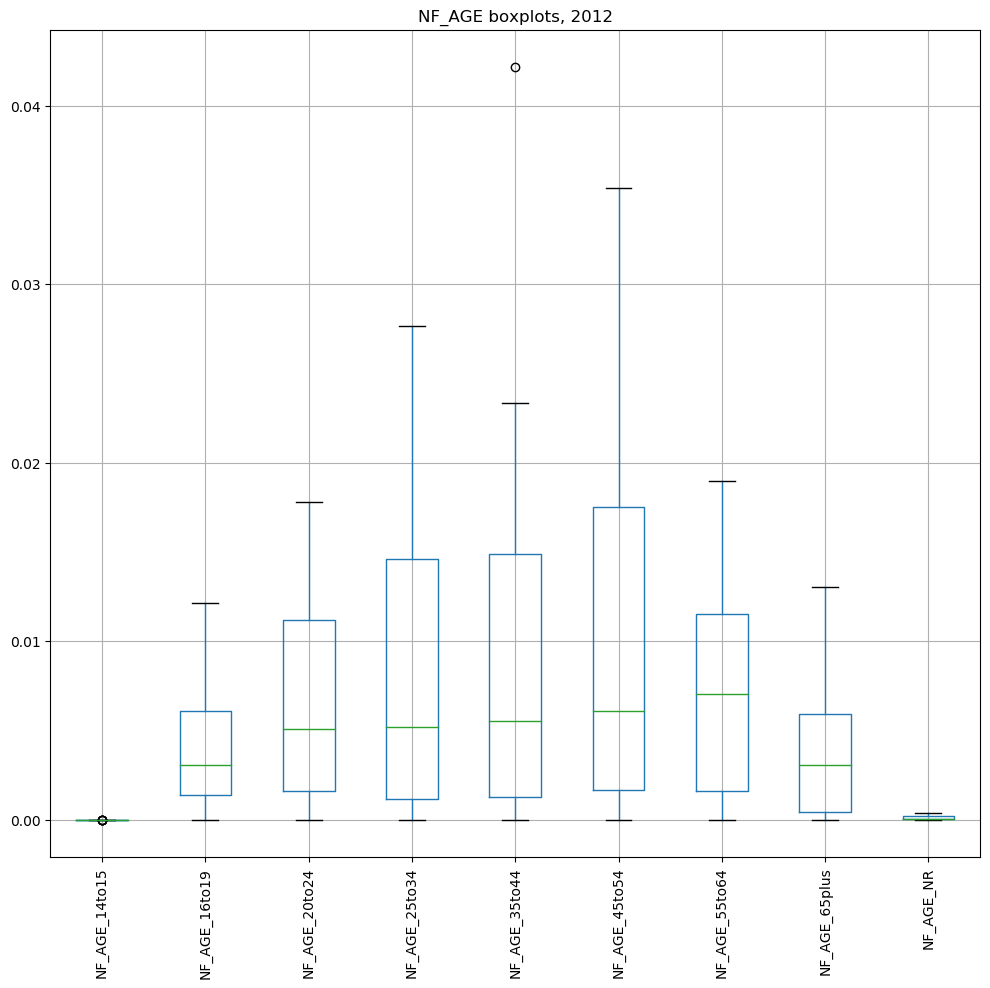 NF_AGE boxplots, 2012
0.04
0.03
0.02
0.01
0.00
NF_AGE_14to15
NF_AGE_16to19
NF_AGE_20to24
NF_AGE_25to34
NF_AGE_35to44
NF_AGE_45to54
NF_AGE_55to64
NF_AGE_65plus
NF_AGE_NR